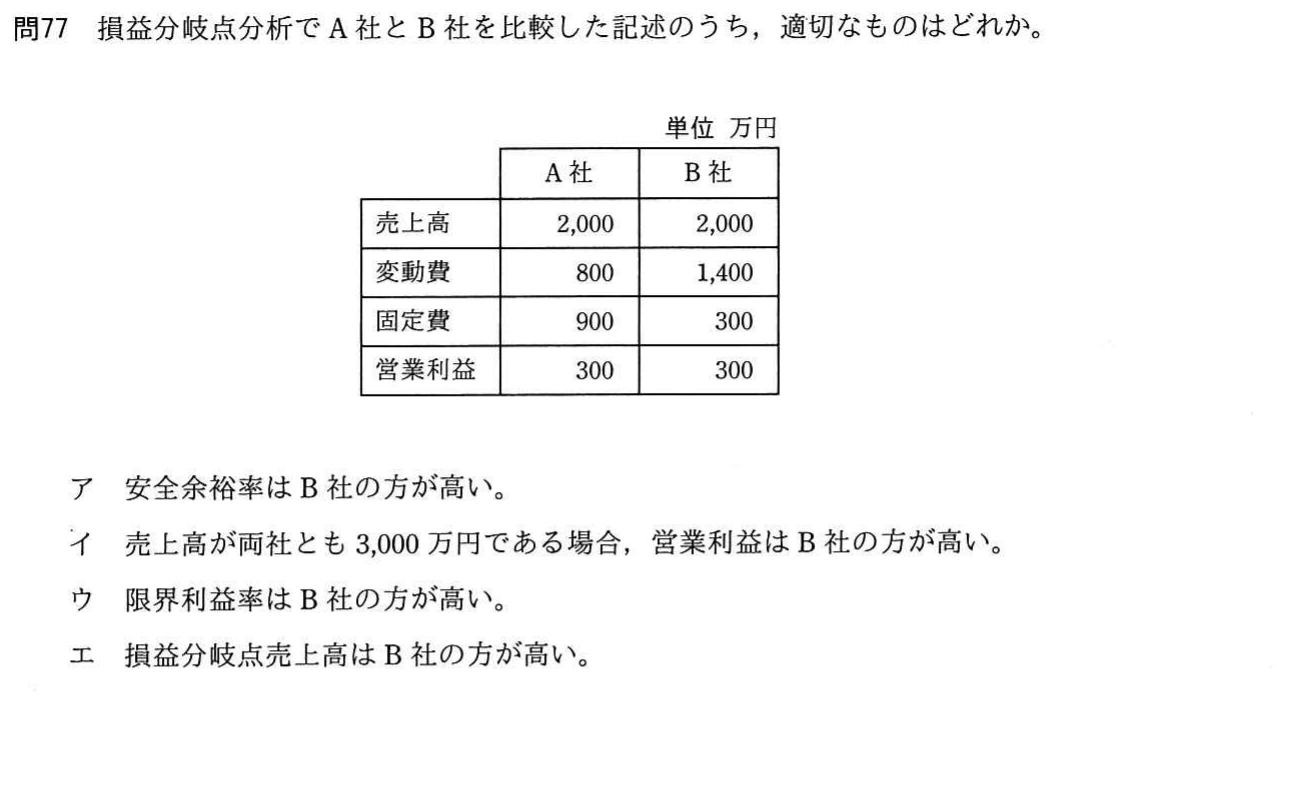 問77 損益分岐点分析でA社とB社を比較した記述のうち，適切なものはどれか。
単位 万円
A社 B社
売上高 2,000 2,000
変動費 800 1,400
固定費 900 300
営業利益 300 300
ア 安全余裕率はB社の方が高い。
イ 売上高が両社とも3,000万円である場合，営業利益はB社の方が高い。
ウ 限界利益率はB社の方が高い。
エ 損益分岐点売上高はB社の方が高い。